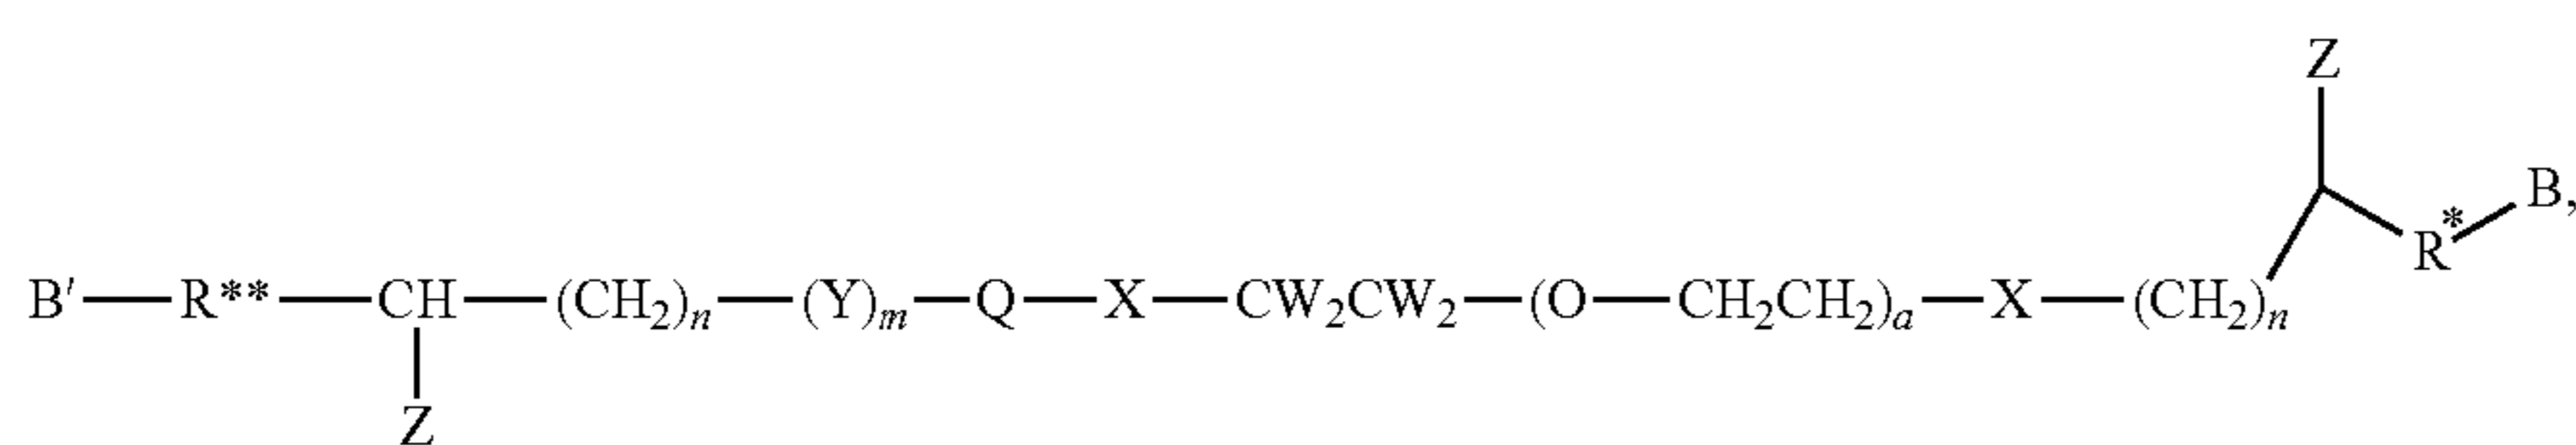 Z
B,
R*
B′—R**—CH—(CH₂)ₙ—(Y)ₘ—Q—X—CW₂CW₂—(O—CH₂CH₂)ₐ—X—(CH₂)ₙ
Z